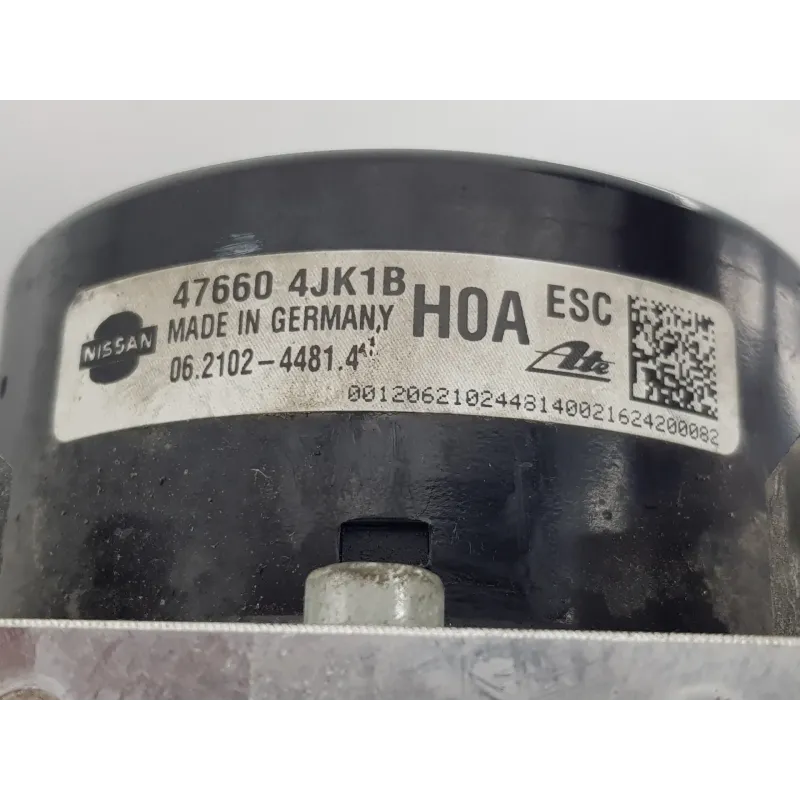 47660 4JK1B
MADE IN GERMANY
06.2102-4481.4
NISSAN
H0A
ESC
Ate
0012062102448140021624200082